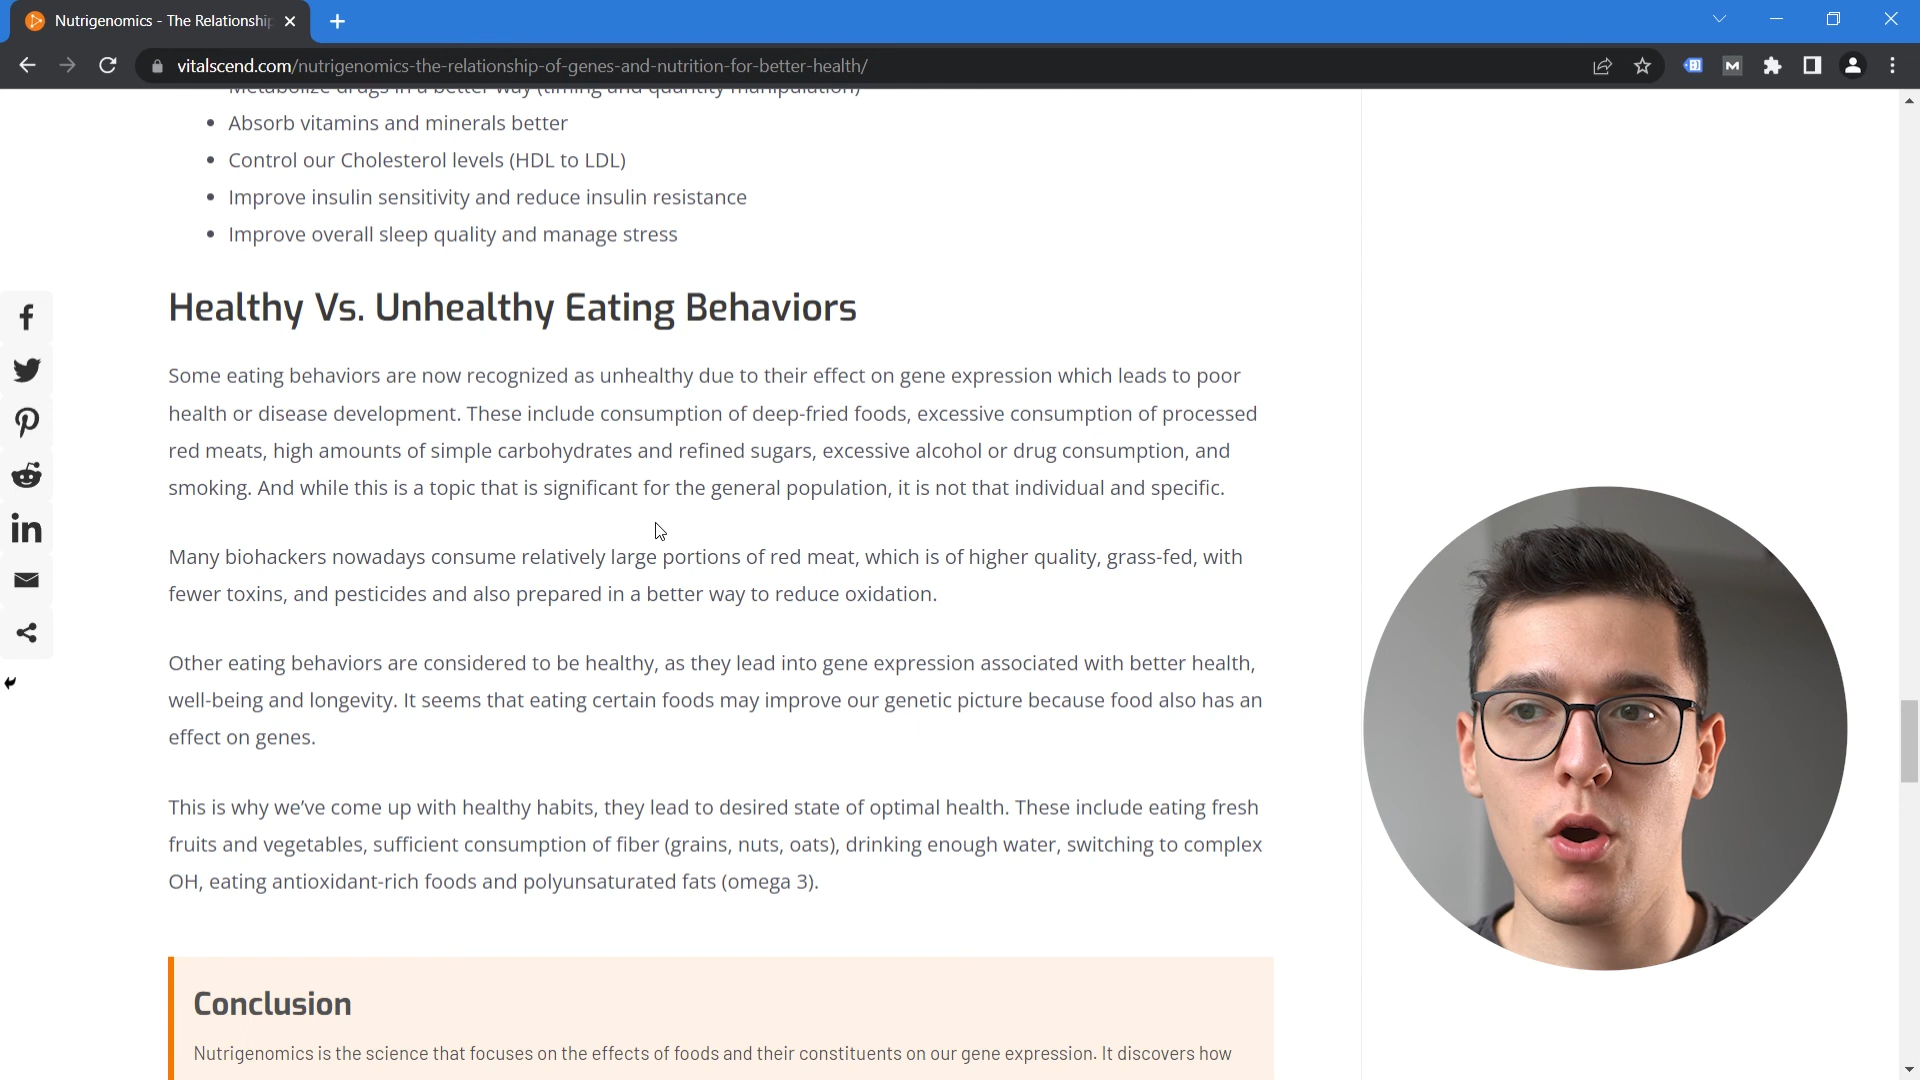 Nutrigenomics - The Relationship
vitalscend.com/nutrigenomics-the-relationship-of-genes-and-nutrition-for-better-health/
Metabolize drugs in a better way (timing and quantity manipulation)
Absorb vitamins and minerals better
Control our Cholesterol levels (HDL to LDL)
Improve insulin sensitivity and reduce insulin resistance
Improve overall sleep quality and manage stress
Healthy Vs. Unhealthy Eating Behaviors
Some eating behaviors are now recognized as unhealthy due to their effect on gene expression which leads to poor
health or disease development. These include consumption of deep-fried foods, excessive consumption of processed
red meats, high amounts of simple carbohydrates and refined sugars, excessive alcohol or drug consumption, and
smoking. And while this is a topic that is significant for the general population, it is not that individual and specific.
Many biohackers nowadays consume relatively large portions of red meat, which is of higher quality, grass-fed, with
fewer toxins, and pesticides and also prepared in a better way to reduce oxidation.
Other eating behaviors are considered to be healthy, as they lead into gene expression associated with better health,
well-being and longevity. It seems that eating certain foods may improve our genetic picture because food also has an
effect on genes.
This is why we've come up with healthy habits, they lead to desired state of optimal health. These include eating fresh
fruits and vegetables, sufficient consumption of fiber (grains, nuts, oats), drinking enough water, switching to complex
OH, eating antioxidant-rich foods and polyunsaturated fats (omega 3).
Conclusion
Nutrigenomics is the science that focuses on the effects of foods and their constituents on our gene expression. It discovers how